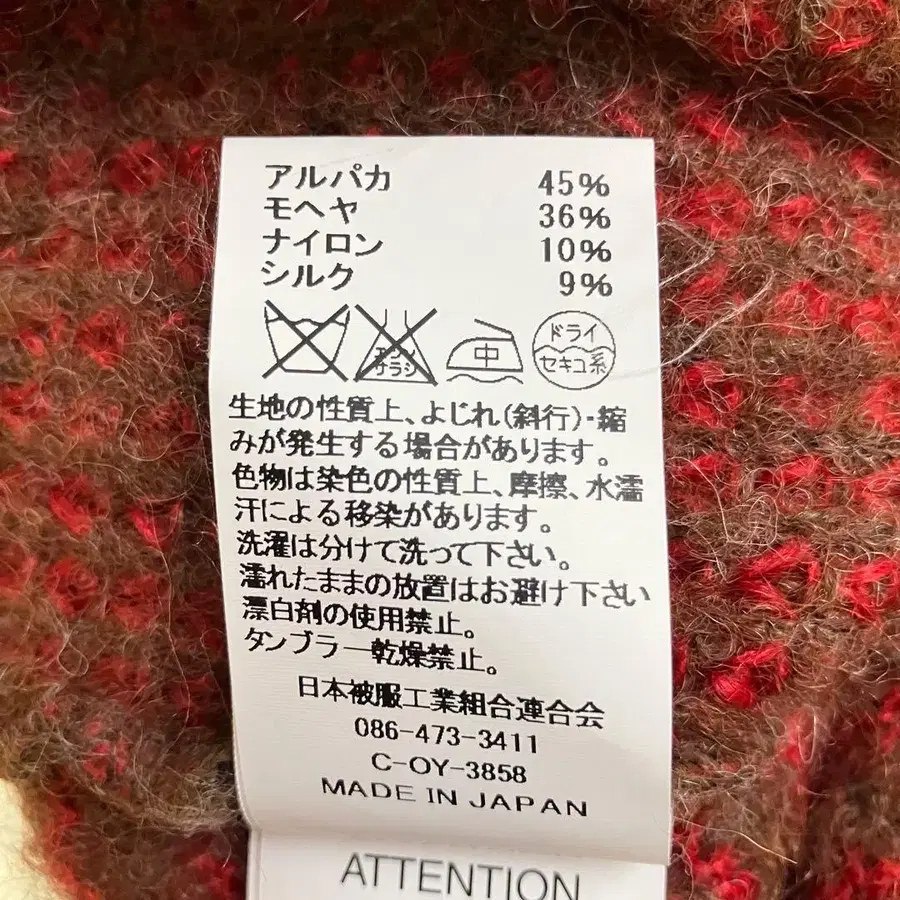 アルパカ 45%
モヘヤ 36%
ナイロン 10%
シルク 9%
エンソ サラシ 中 ドライ セキユ系
生地の性質上、よじれ(斜行)・縮
みが発生する場合があります。
色物は染色の性質上、摩擦、水濡
汗による移染があります。
洗濯は分けて洗って下さい。
濡れたままの放置はお避け下さい
漂白剤の使用禁止。
タンブラー乾燥禁止。
日本被服工業組合連合会
086-473-3411
C-OY-3858
MADE IN JAPAN
ATTENTION